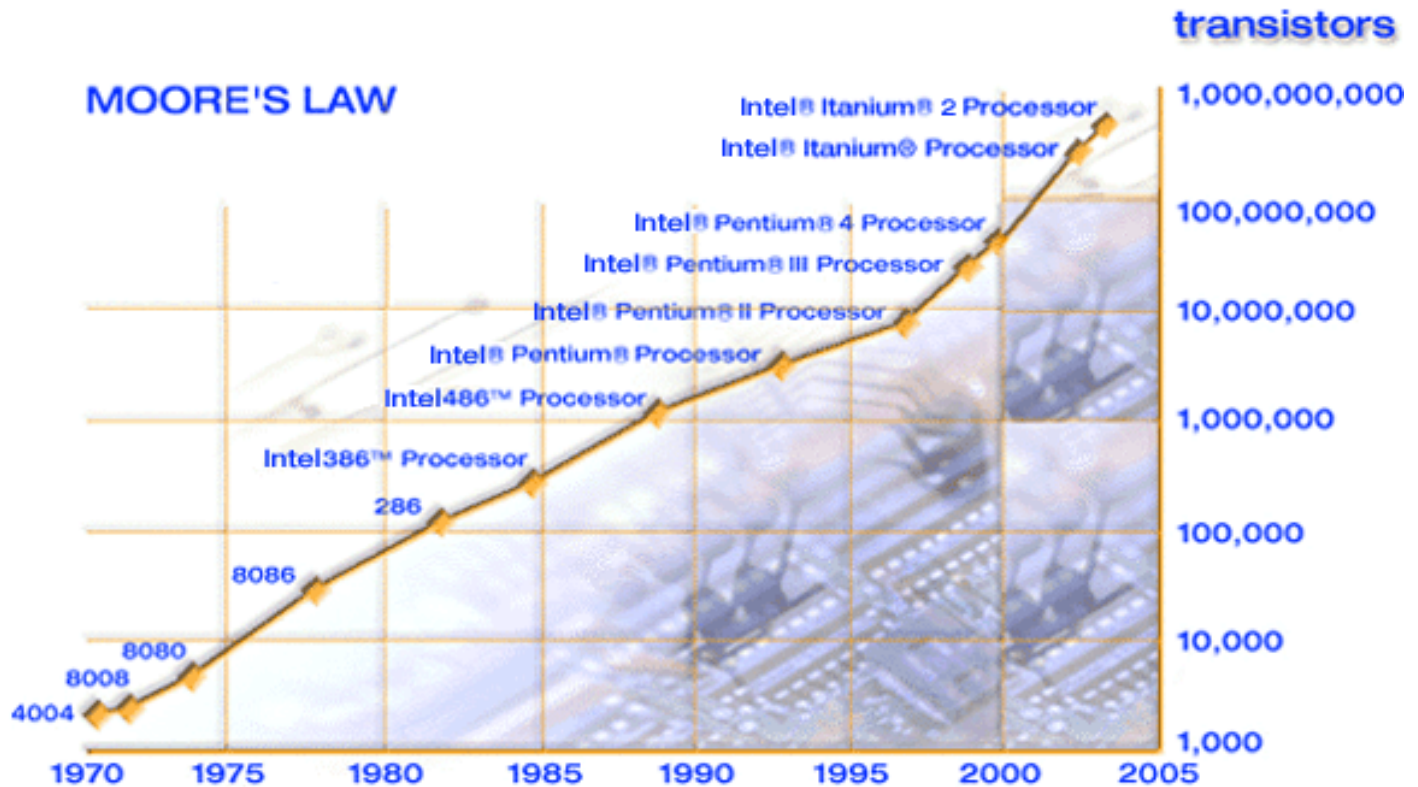 transistors
MOORE'S LAW
1,000,000,000
Intel® Itanium® 2 Processor
Intel® Itanium® Processor
100,000,000
Intel® Pentium® 4 Processor
Intel® Pentium® III Processor
10,000,000
Intel® Pentium® II Processor
Intel® Pentium® Processor
Intel486™ Processor
1,000,000
Intel386™ Processor
286
100,000
8086
10,000
8080
8008
4004
1,000
1970 1975 1980 1985 1990 1995 2000 2005